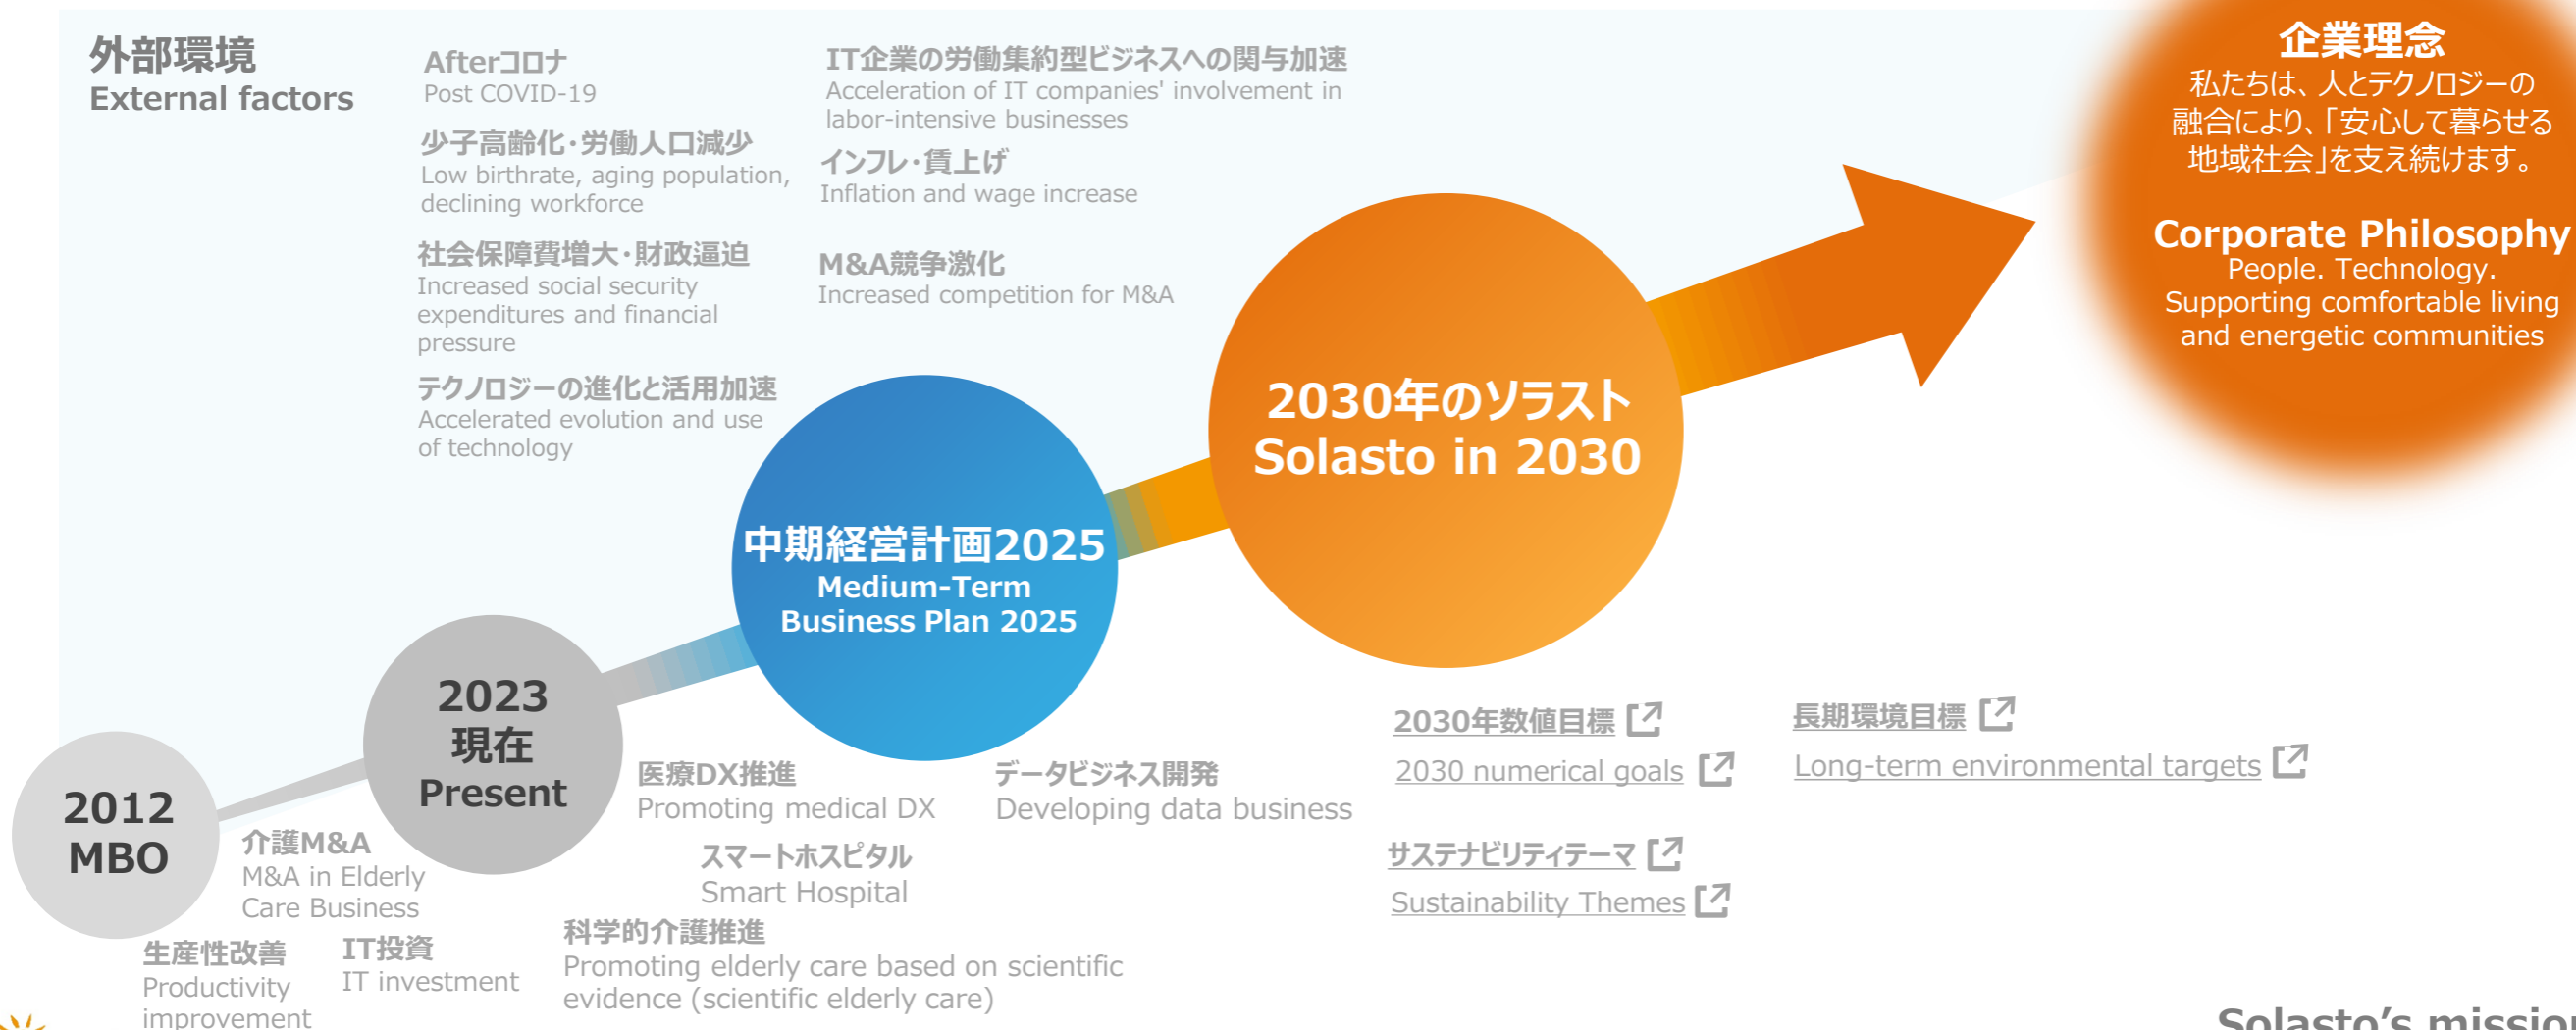 外部環境
External factors
Afterコロナ
Post COVID-19
少子高齢化・労働人口減少
Low birthrate, aging population,
declining workforce
社会保障費増大・財政逼迫
Increased social security
expenditures and financial
pressure
テクノロジーの進化と活用加速
Accelerated evolution and use
of technology
IT企業の労働集約型ビジネスへの関与加速
Acceleration of IT companies' involvement in
labor-intensive businesses
インフレ・賃上げ
Inflation and wage increase
M&A競争激化
Increased competition for M&A
企業理念
私たちは、人とテクノロジーの
融合により、「安心して暮らせる
地域社会」を支え続けます。
Corporate Philosophy
People. Technology.
Supporting comfortable living
and energetic communities
2030年のソラスト
Solasto in 2030
中期経営計画2025
Medium-Term
Business Plan 2025
2023
現在
Present
2012
MBO
介護M&A
M&A in Elderly
Care Business
生産性改善
Productivity
improvement
IT投資
IT investment
医療DX推進
Promoting medical DX
データビジネス開発
Developing data business
スマートホスピタル
Smart Hospital
科学的介護推進
Promoting elderly care based on scientific
evidence (scientific elderly care)
2030年数値目標
2030 numerical goals
長期環境目標
Long-term environmental targets
サステナビリティテーマ
Sustainability Themes
Solasto's mission